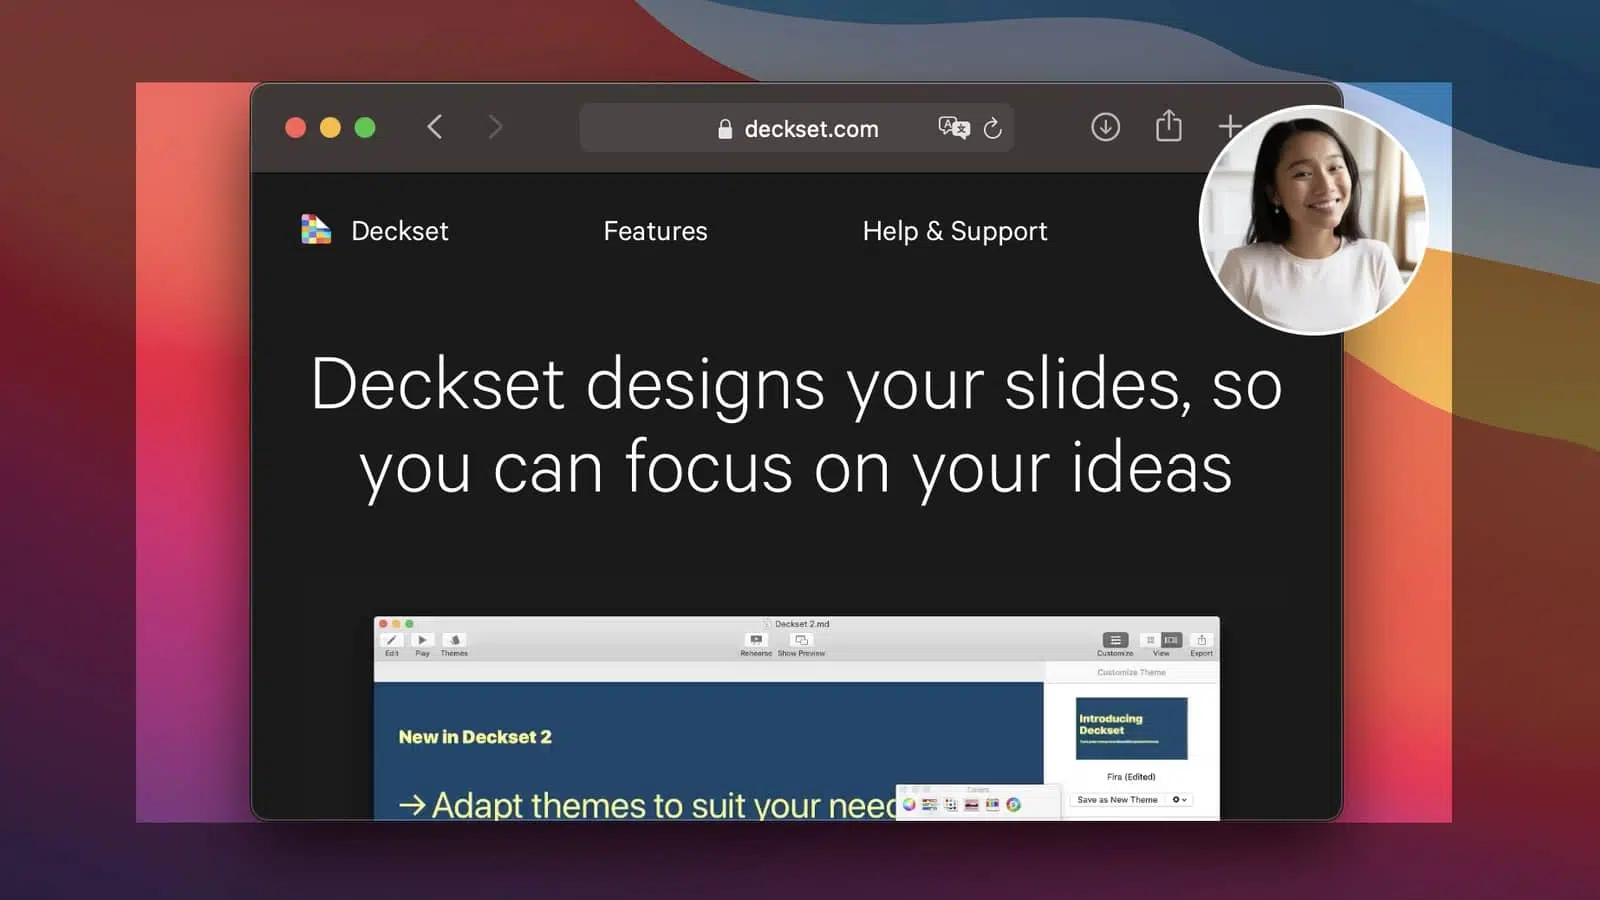 deckset.com
Deckset Features Help & Support
Deckset designs your slides, so
you can focus on your ideas
Deckset 2.md
Edit Play Themes Rehearse Show Preview Customize View Export
Customize Theme
Introducing
Deckset
New in Deckset 2
Fira (Edited)
→ Adapt themes to suit your need
Colors
Save as New Theme